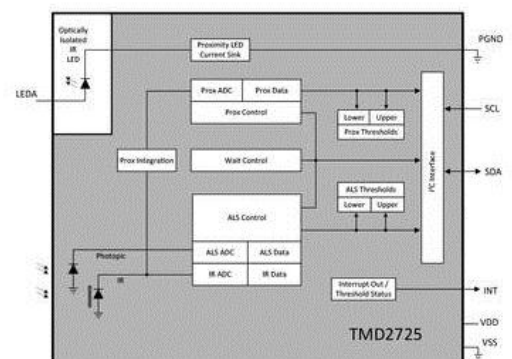 Optically
Isolated
IR
LED
LEDA
Proximity LED
Current Sink
PGND
Prox ADC
Prox Data
Prox Control
Lower
Upper
Prox Thresholds
SCL
Prox Integration
Wait Control
I²C Interface
SDA
ALS Thresholds
Lower
Upper
ALS Control
Photopic
ALS ADC
ALS Data
IR
IR ADC
IR Data
Interrupt Out /
Threshold Status
INT
VDD
TMD2725
VSS